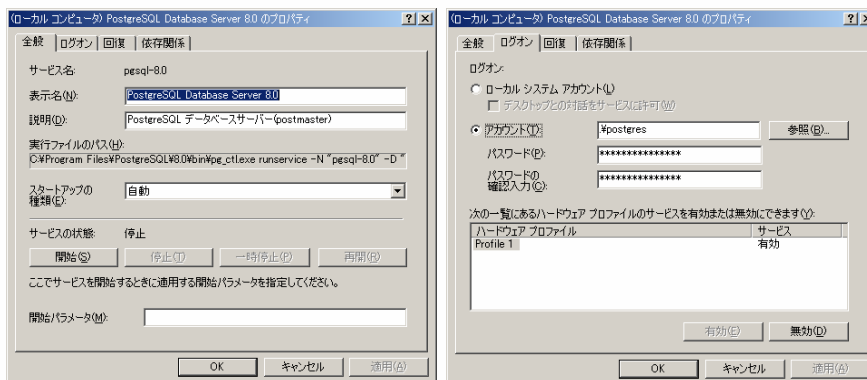 (ローカル コンピュータ) PostgreSQL Database Server 8.0 のプロパティ
全般 ログオン 回復 依存関係
サービス名: pgsql-8.0
表示名(N): PostgreSQL Database Server 8.0
説明(D): PostgreSQL データベースサーバー(postmaster)
実行ファイルのパス(H):
C:¥Program Files¥PostgreSQL¥8.0¥bin¥pg_ctl.exe runservice -N "pgsql-8.0" -D "
スタートアップの
種類(E): 自動
サービスの状態: 停止
開始(S) 停止(T) 一時停止(P) 再開(R)
ここでサービスを開始するときに適用する開始パラメータを指定してください。
開始パラメータ(M):
OK キャンセル 適用(A)
(ローカル コンピュータ) PostgreSQL Database Server 8.0 のプロパティ
全般 ログオン 回復 依存関係
ログオン:
ローカル システム アカウント(L)
デスクトップとの対話をサービスに許可(W)
アカウント(T): .¥postgres 参照(B)...
パスワード(P): ***************
パスワードの
確認入力(C): ***************
次の一覧にあるハードウェア プロファイルのサービスを有効または無効にできます(Y):
ハードウェア プロファイル サービス
Profile 1 有効
有効(E) 無効(D)
OK キャンセル 適用(A)